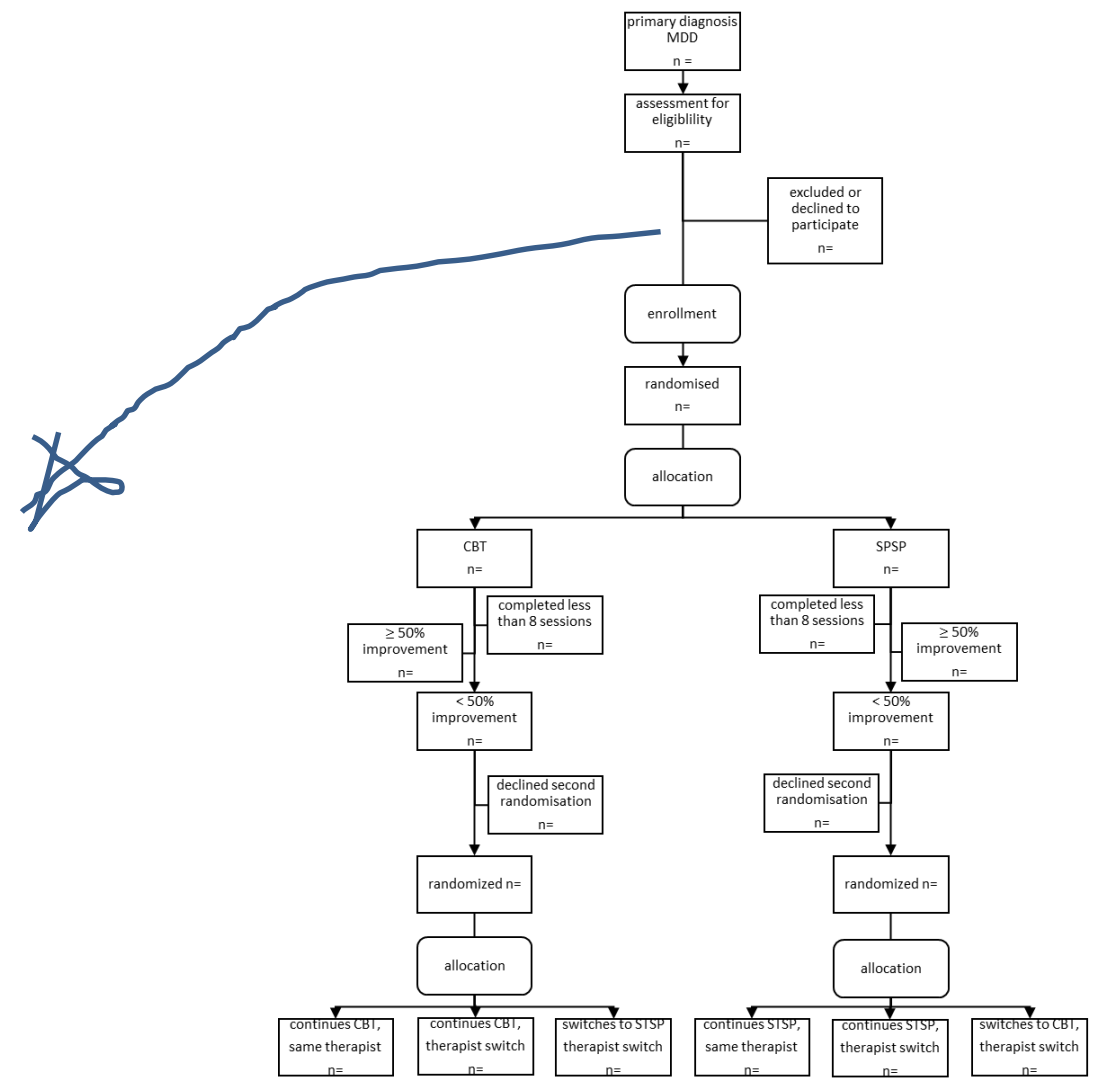 primary diagnosis
MDD
n =
assessment for
eligiblility
n=
excluded or
declined to
participate
n=
enrollment
randomised
n=
allocation
CBT
n=
SPSP
n=
completed less
than 8 sessions
n=
≥ 50%
improvement
n=
completed less
than 8 sessions
n=
≥ 50%
improvement
n=
< 50%
improvement
n=
< 50%
improvement
n=
declined second
randomisation
n=
declined second
randomisation
n=
randomized n=
randomized n=
allocation
allocation
continues CBT,
same therapist
n=
continues CBT,
therapist switch
n=
switches to STSP
therapist switch
n=
continues STSP,
same therapist
n=
continues STSP,
therapist switch
n=
switches to CBT,
therapist switch
n=